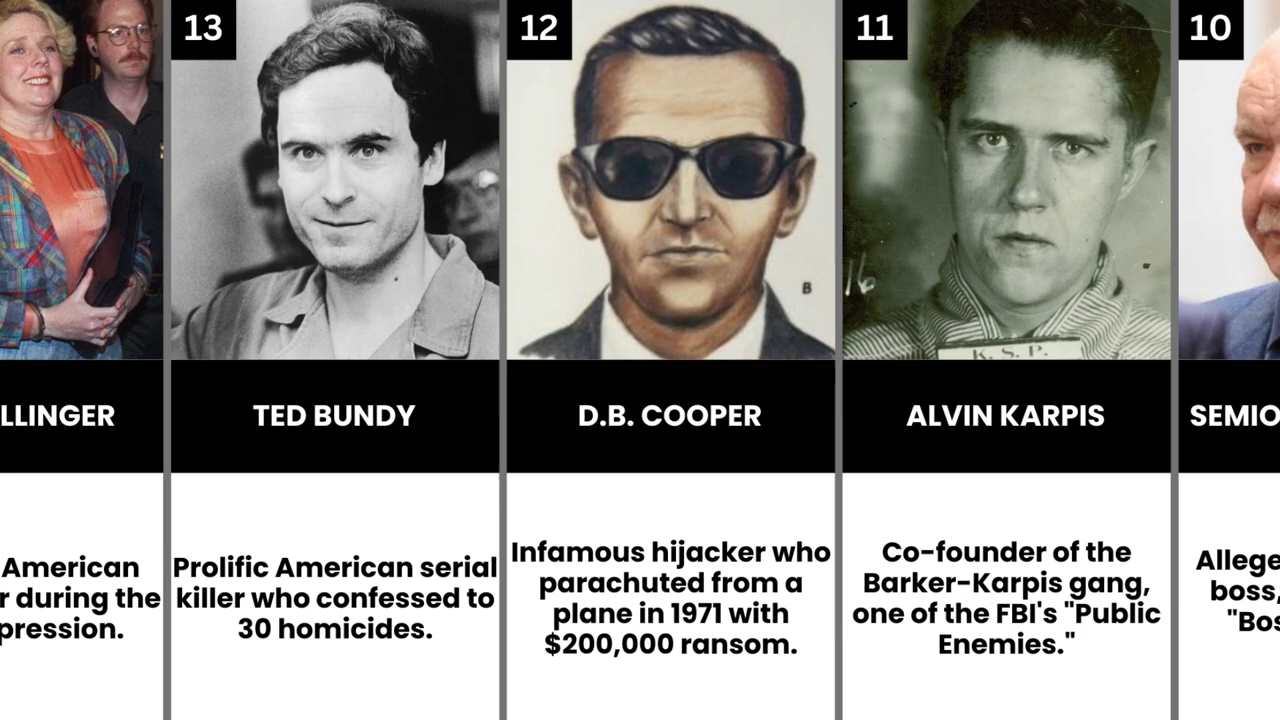 13
12
11
10
LLINGER
TED BUNDY
D.B. COOPER
ALVIN KARPIS
SEMIO
American
r during the
pression.
Prolific American serial
killer who confessed to
30 homicides.
B
Infamous hijacker who
parachuted from a
plane in 1971 with
$200,000 ransom.
16
K. S. P.
Co-founder of the
Barker-Karpis gang,
one of the FBI's "Public
Enemies."
Allege
boss,
"Bos